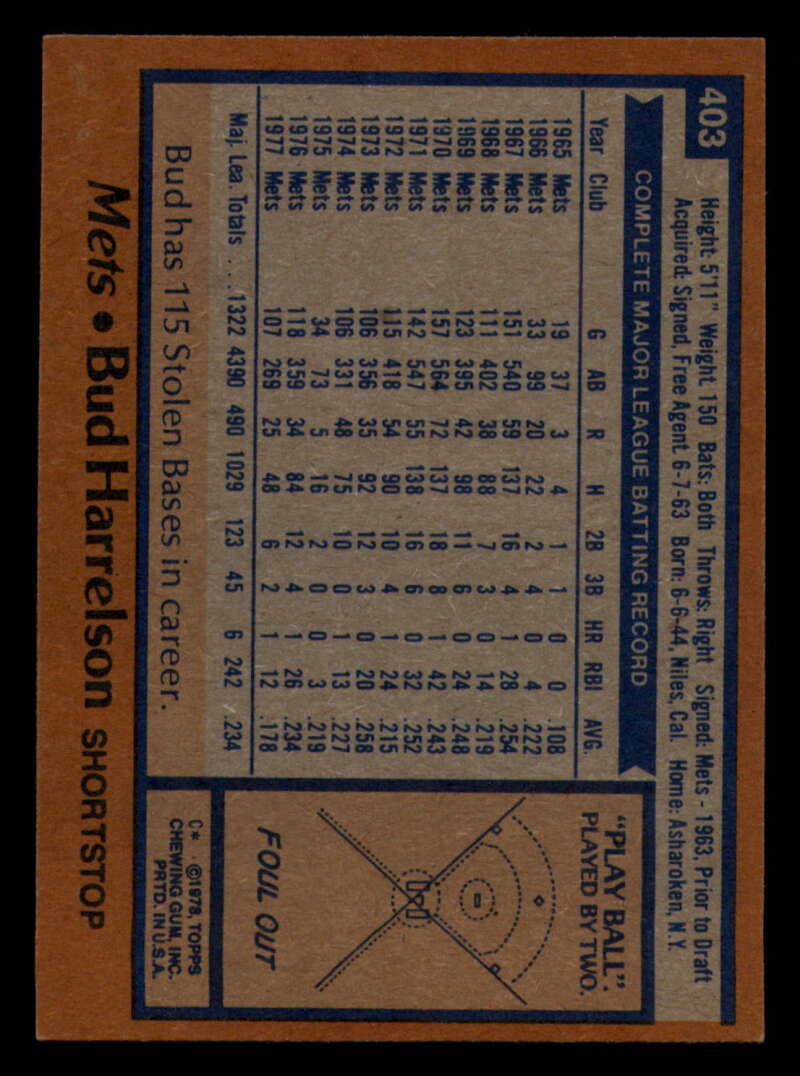 403
Height: 5'11" Weight 150 Bats: Both Throws: Right Signed: Mets - 1963, Prior to Draft
Acquired: Signed, Free Agent 6-7-63 Born: 6-6-44, Niles, Cal. Home: Asharoken, N.Y.
COMPLETE MAJOR LEAGUE BATTING RECORD
Year Club G AB R H 2B 3B HR RBI AVG.
1965 Mets 19 37 3 4 1 1 0 0 .108
1966 Mets 33 99 20 22 2 4 0 4 .222
1967 Mets 151 540 59 137 16 4 1 28 .254
1968 Mets 111 402 38 88 7 3 0 14 .219
1969 Mets 123 395 42 98 11 6 0 24 .248
1970 Mets 157 564 72 137 18 8 1 42 .243
1971 Mets 142 547 55 138 16 6 0 32 .252
1972 Mets 115 418 54 90 10 4 1 24 .215
1973 Mets 106 356 35 92 12 3 0 20 .258
1974 Mets 106 331 48 75 10 0 1 13 .227
1975 Mets 34 73 5 16 2 0 0 3 .219
1976 Mets 118 359 34 84 12 4 1 26 .234
1977 Mets 107 269 25 48 6 2 1 12 .178
Maj. Lea. Totals . . . 1322 4390 490 1029 123 45 6 242 .234
Bud has 115 Stolen Bases in career.
"PLAY BALL".
PLAYED BY TWO.
FOUL OUT
C* ©1978, TOPPS
CHEWING GUM, INC.
PRTD. IN U.S.A.
Mets • Bud Harrelson SHORTSTOP